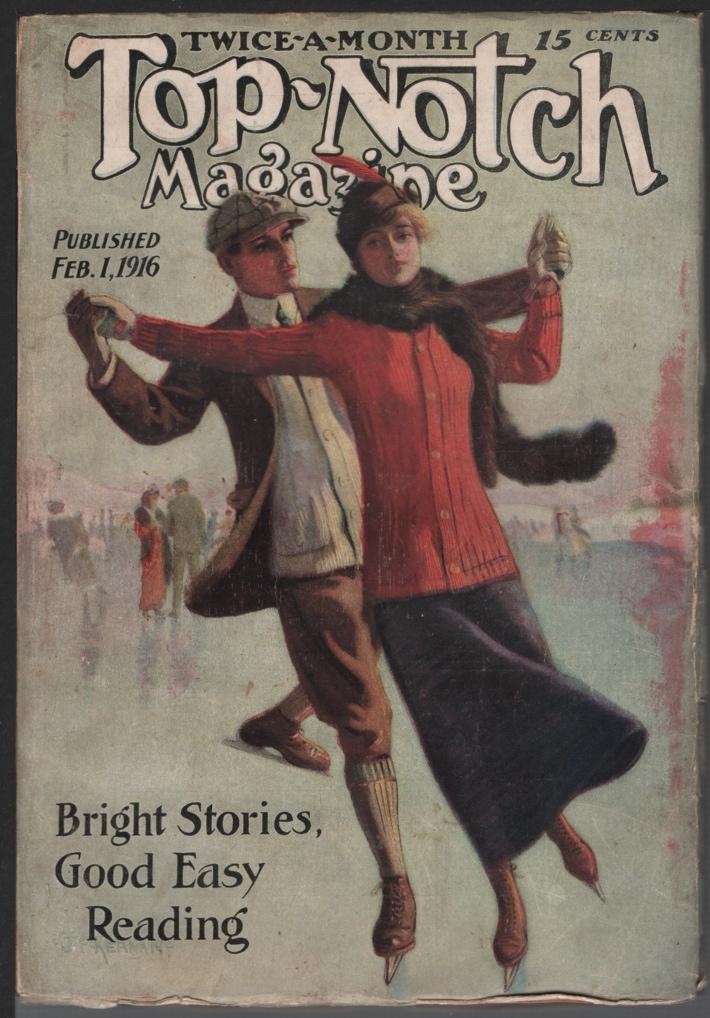 TWICE-A-MONTH 15 CENTS
Top-Notch
Magazine
PUBLISHED
FEB. 1, 1916
Bright Stories,
Good Easy
Reading